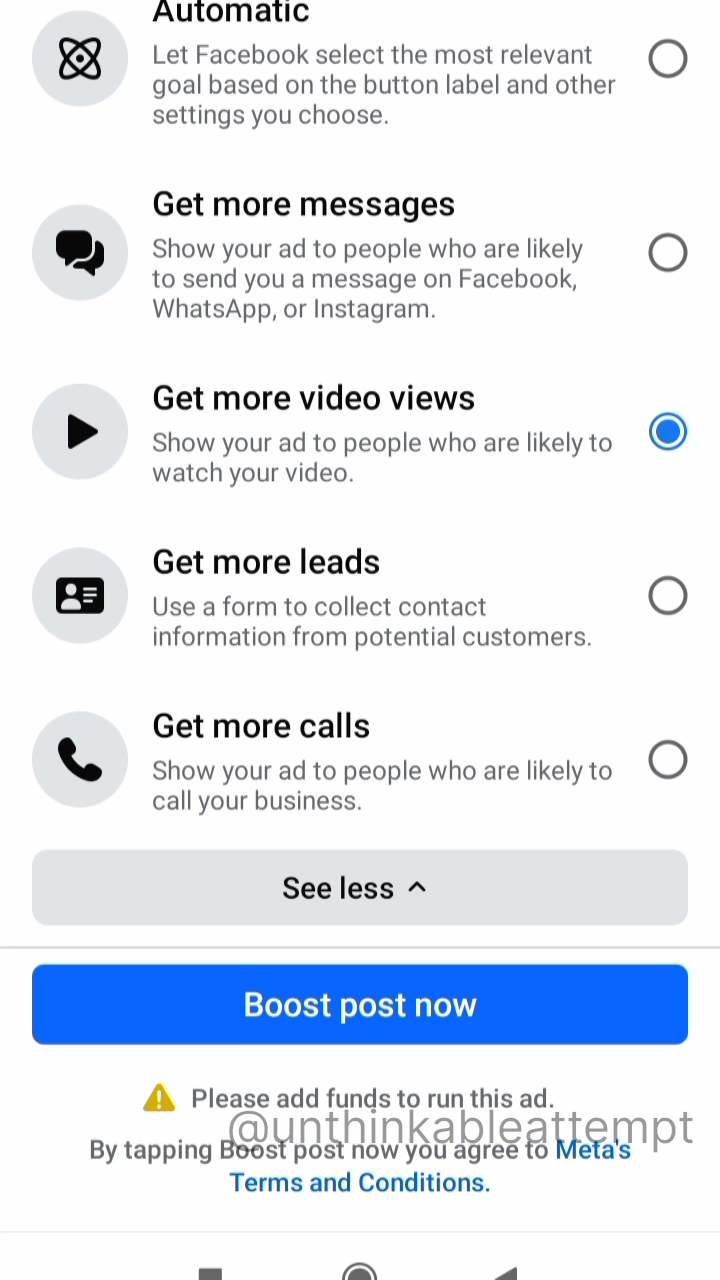 Automatic
Let Facebook select the most relevant
goal based on the button label and other
settings you choose.
Get more messages
Show your ad to people who are likely
to send you a message on Facebook,
WhatsApp, or Instagram.
Get more video views
Show your ad to people who are likely to
watch your video.
Get more leads
Use a form to collect contact
information from potential customers.
Get more calls
Show your ad to people who are likely to
call your business.
See less
Boost post now
Please add funds to run this ad.
@unthinkableattempt
By tapping Boost post now you agree to Meta's
Terms and Conditions.